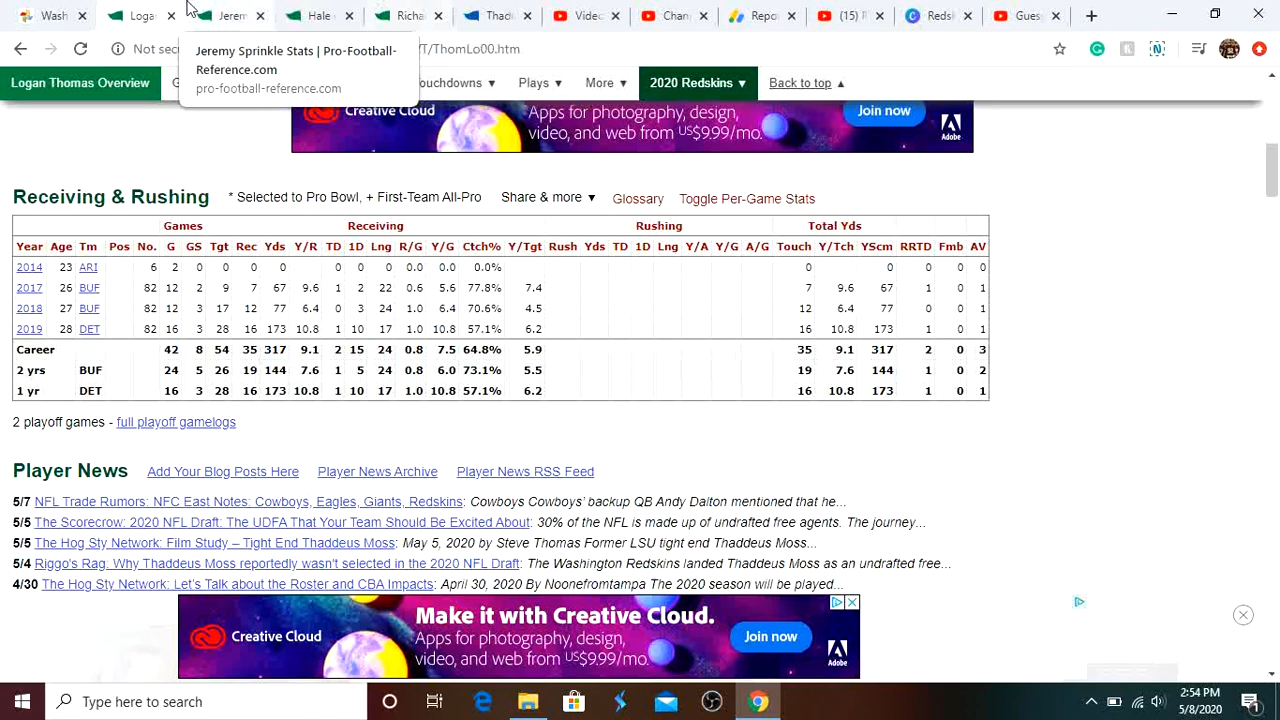 Wash
Logan
Jerem
Hale
Richa
Thadd
Video
Chan
Repo
(15) R
Redsk
Gues
Not sec
/T/ThomLo00.htm
Jeremy Sprinkle Stats | Pro-Football-
Reference.com
pro-football-reference.com
Logan Thomas Overview
ouchdowns ▼
Plays ▼
More ▼
2020 Redskins ▼
Back to top ▲
Creative Cloud
Apps for photography, design,
video, and web from US$9.99/mo.
Join now
Adobe
Receiving & Rushing * Selected to Pro Bowl, + First-Team All-Pro Share & more ▼ Glossary Toggle Per-Game Stats
Games Receiving Rushing Total Yds
Year Age Tm Pos No. G GS Tgt Rec Yds Y/R TD 1D Lng R/G Y/G Ctch% Y/Tgt Rush Yds TD 1D Lng Y/A Y/G A/G Touch Y/Tch YScm RRTD Fmb AV
2014 23 ARI 6 2 0 0 0 0 0 0 0 0.0 0.0 0.0% 0 0 0 0 0
2017 26 BUF 82 12 2 9 7 67 9.6 1 2 22 0.6 5.6 77.8% 7.4 7 9.6 67 1 0 1
2018 27 BUF 82 12 3 17 12 77 6.4 0 3 24 1.0 6.4 70.6% 4.5 12 6.4 77 0 0 1
2019 28 DET 82 16 3 28 16 173 10.8 1 10 17 1.0 10.8 57.1% 6.2 16 10.8 173 1 0 1
Career 42 8 54 35 317 9.1 2 15 24 0.8 7.5 64.8% 5.9 35 9.1 317 2 0 3
2 yrs BUF 24 5 26 19 144 7.6 1 5 24 0.8 6.0 73.1% 5.5 19 7.6 144 1 0 2
1 yr DET 16 3 28 16 173 10.8 1 10 17 1.0 10.8 57.1% 6.2 16 10.8 173 1 0 1
2 playoff games - full playoff gamelogs
Player News Add Your Blog Posts Here Player News Archive Player News RSS Feed
5/7 NFL Trade Rumors: NFC East Notes: Cowboys, Eagles, Giants, Redskins: Cowboys Cowboys' backup QB Andy Dalton mentioned that he...
5/5 The Scorecrow: 2020 NFL Draft: The UDFA That Your Team Should Be Excited About: 30% of the NFL is made up of undrafted free agents. The journey...
5/5 The Hog Sty Network: Film Study – Tight End Thaddeus Moss: May 5, 2020 by Steve Thomas Former LSU tight end Thaddeus Moss...
5/4 Riggo's Rag: Why Thaddeus Moss reportedly wasn't selected in the 2020 NFL Draft: The Washington Redskins landed Thaddeus Moss as an undrafted free...
4/30 The Hog Sty Network: Let's Talk about the Roster and CBA Impacts: April 30, 2020 By Noonefromtampa The 2020 season will be played...
Creative Cloud
Make it with Creative Cloud.
Apps for photography, design,
video, and web from US$9.99/mo.
Join now
Adobe
Type here to search
2:54 PM
5/8/2020
1